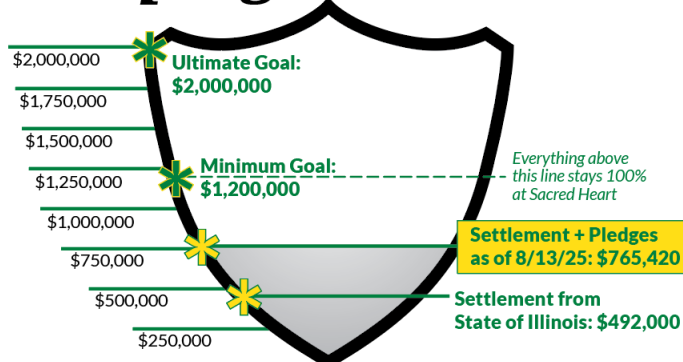 $2,000,000
Ultimate Goal:
$2,000,000
$1,750,000
$1,500,000
Minimum Goal:
$1,200,000
Everything above
this line stays 100%
at Sacred Heart
$1,250,000
$1,000,000
Settlement + Pledges
as of 8/13/25: $765,420
$750,000
$500,000
Settlement from
State of Illinois: $492,000
$250,000